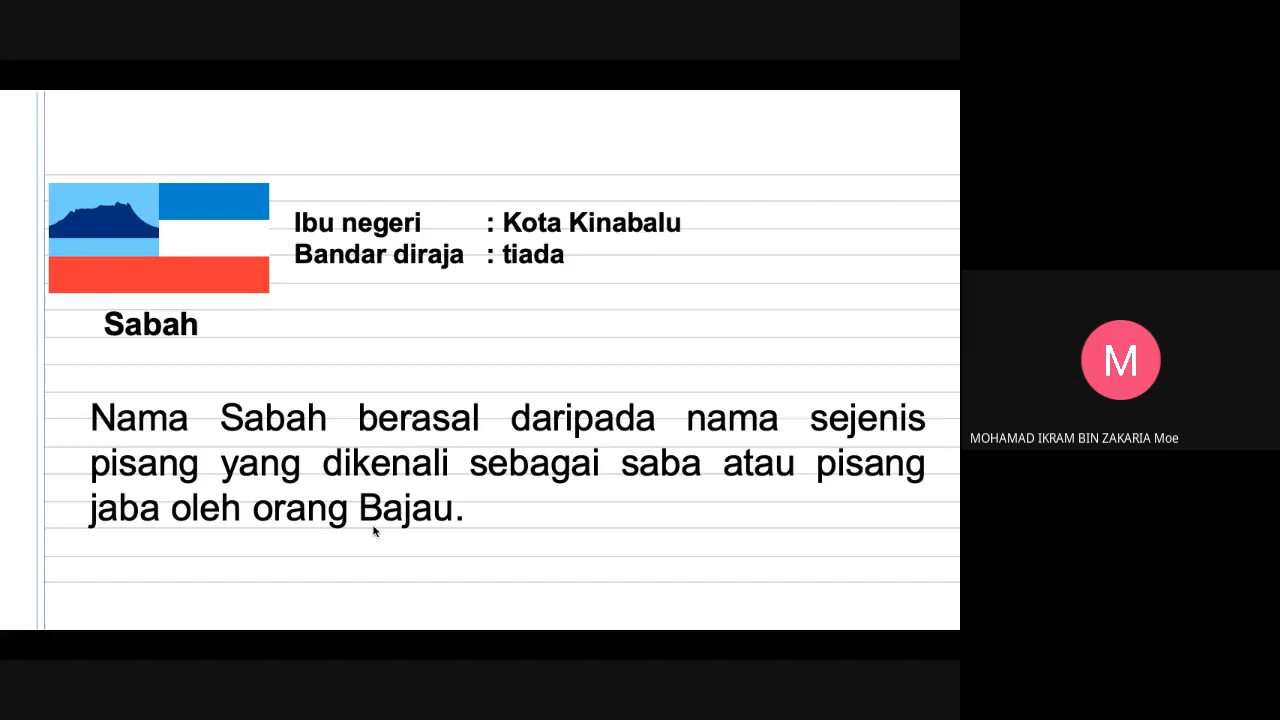 Ibu negeri : Kota Kinabalu
Bandar diraja : tiada
Sabah
Nama Sabah berasal daripada nama sejenis
pisang yang dikenali sebagai saba atau pisang
jaba oleh orang Bajau.
M
MOHAMAD IKRAM BIN ZAKARIA Moe